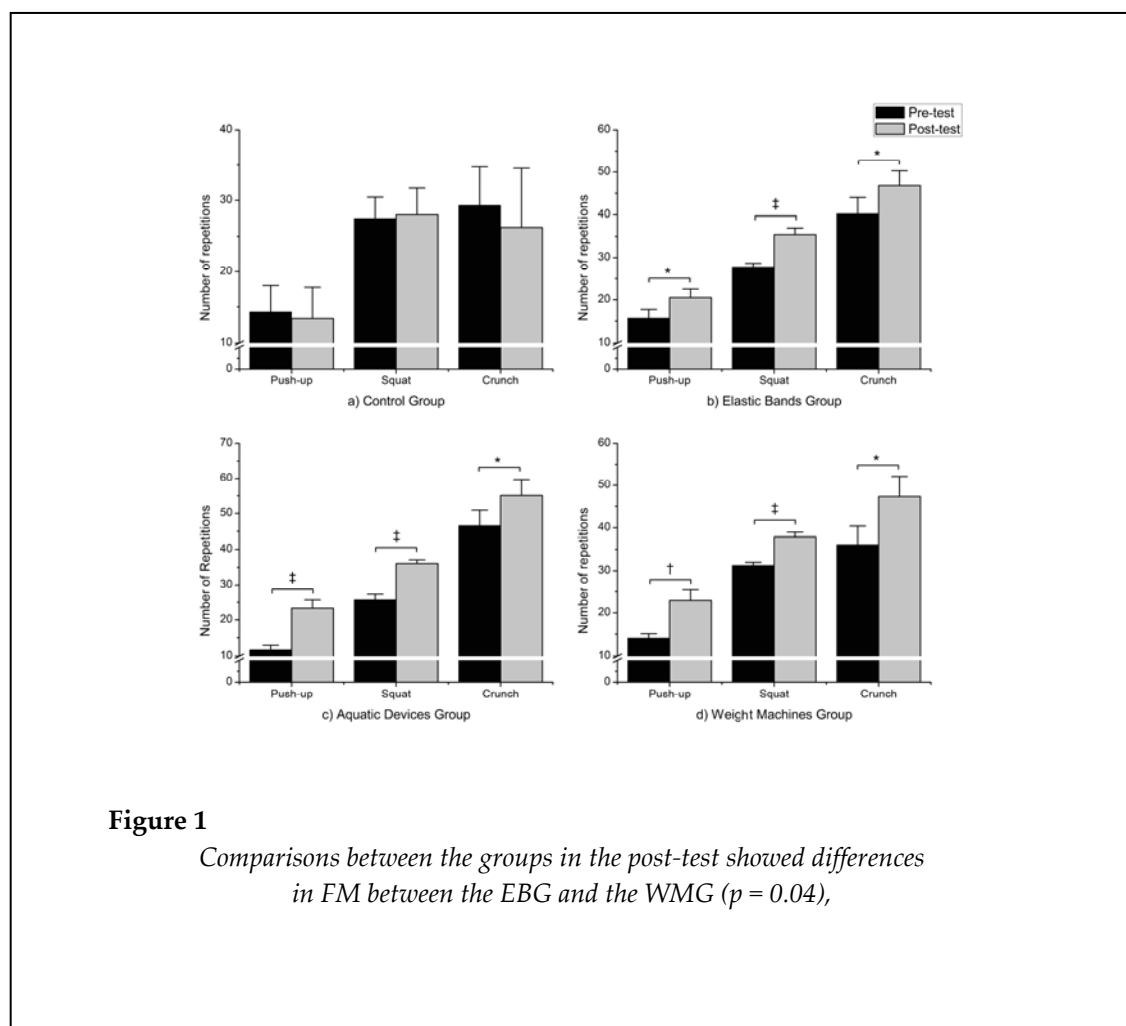 Pre-test
Post-test
40
30
20
10
0
Number of repetitions
Push-up Squat Crunch
a) Control Group
60
50
40
30
20
10
0
Number of repetitions
* ‡ *
Push-up Squat Crunch
b) Elastic Bands Group
70
60
50
40
30
20
10
0
Number of Repetitions
‡ ‡ *
Push-up Squat Crunch
c) Aquatic Devices Group
60
50
40
30
20
10
0
Number of repetitions
† ‡ *
Push-up Squat Crunch
d) Weight Machines Group
Figure 1
Comparisons between the groups in the post-test showed differences
in FM between the EBG and the WMG (p = 0.04),